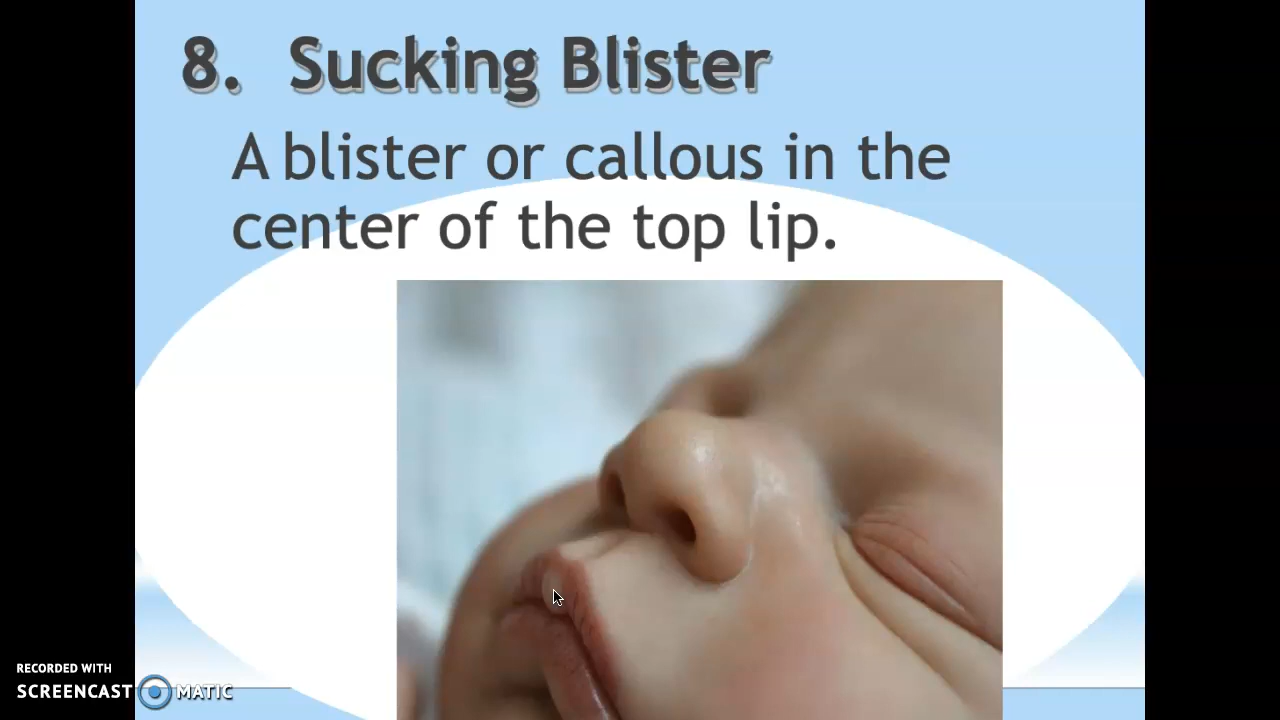 8. Sucking Blister
A blister or callous in the
center of the top lip.
RECORDED WITH
SCREENCAST MATIC